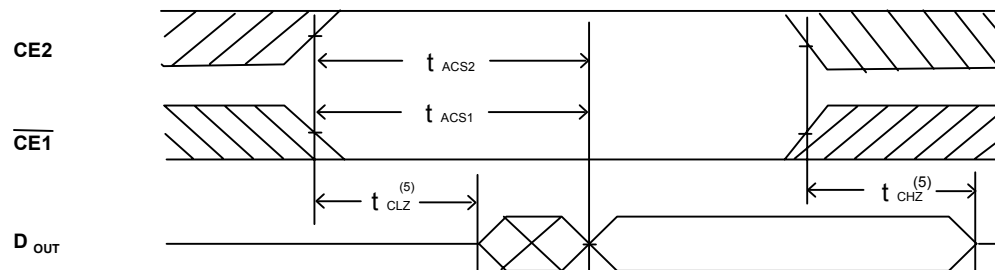 CE2
t ACS2
t ACS1
CE1
t CLZ (5)
t CHZ (5)
D OUT